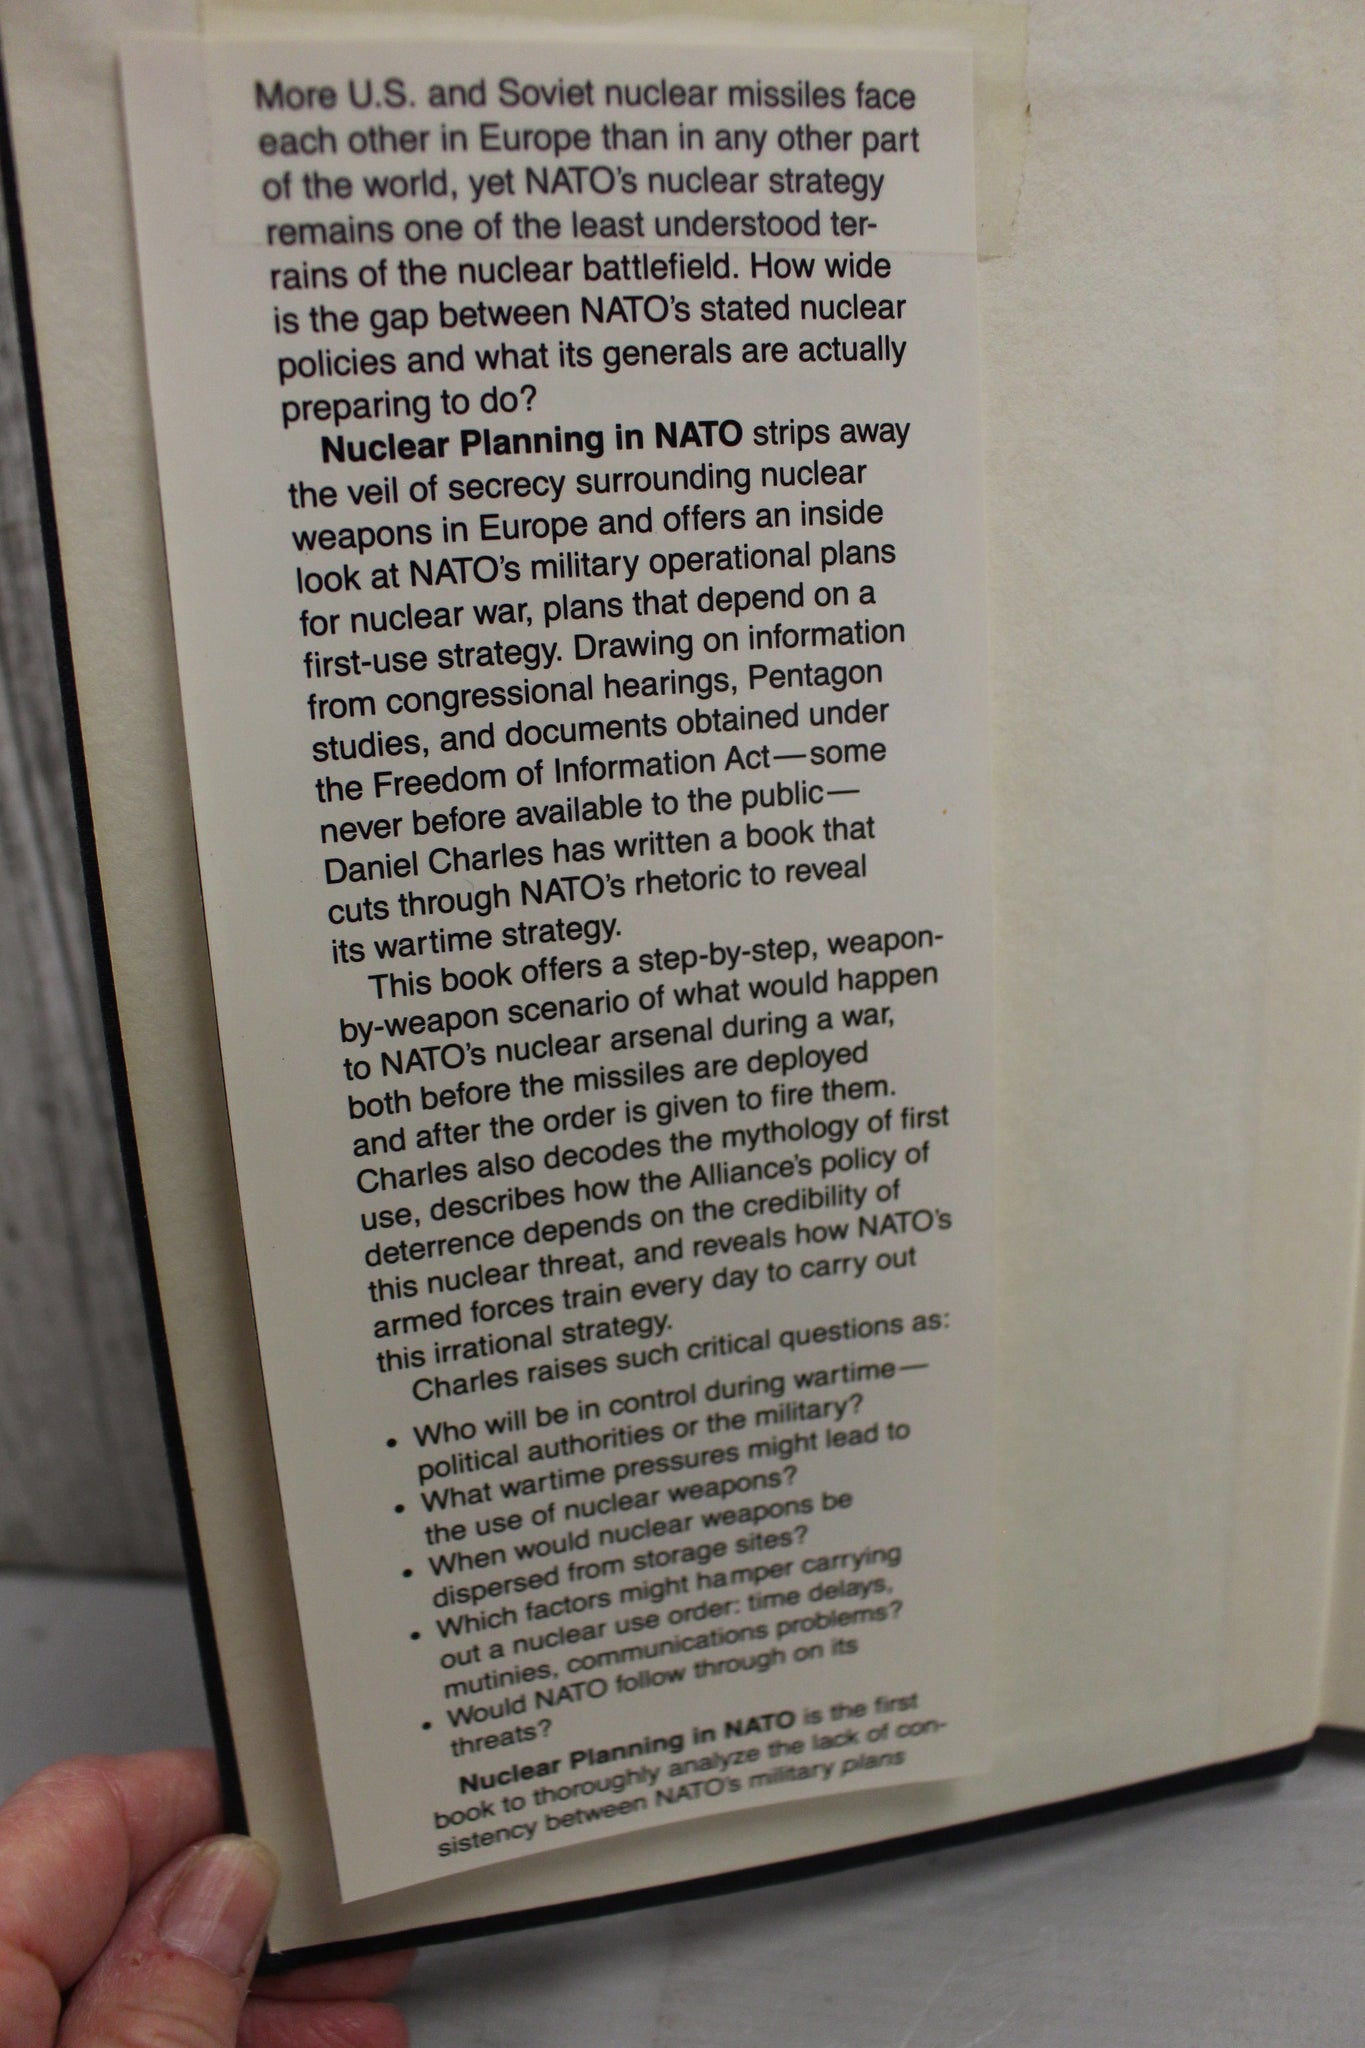 More U.S. and Soviet nuclear missiles face
each other in Europe than in any other part
of the world, yet NATO's nuclear strategy
remains one of the least understood ter-
rains of the nuclear battlefield. How wide
is the gap between NATO's stated nuclear
policies and what its generals are actually
preparing to do?
Nuclear Planning in NATO strips away
the veil of secrecy surrounding nuclear
weapons in Europe and offers an inside
look at NATO's military operational plans
for nuclear war, plans that depend on a
first-use strategy. Drawing on information
from congressional hearings, Pentagon
studies, and documents obtained under
the Freedom of Information Act—some
never before available to the public—
Daniel Charles has written a book that
cuts through NATO's rhetoric to reveal
its wartime strategy.
This book offers a step-by-step, weapon-
by-weapon scenario of what would happen
to NATO's nuclear arsenal during a war,
both before the missiles are deployed
and after the order is given to fire them.
Charles also decodes the mythology of first
use, describes how the Alliance's policy of
deterrence depends on the credibility of
this nuclear threat, and reveals how NATO's
armed forces train every day to carry out
this irrational strategy.
Charles raises such critical questions as:
• Who will be in control during wartime—
political authorities or the military?
• What wartime pressures might lead to
the use of nuclear weapons?
• When would nuclear weapons be
dispersed from storage sites?
• Which factors might hamper carrying
out a nuclear use order: time delays,
mutinies, communications problems?
• Would NATO follow through on its
threats?
Nuclear Planning in NATO is the first
book to thoroughly analyze the lack of con-
sistency between NATO's military plans